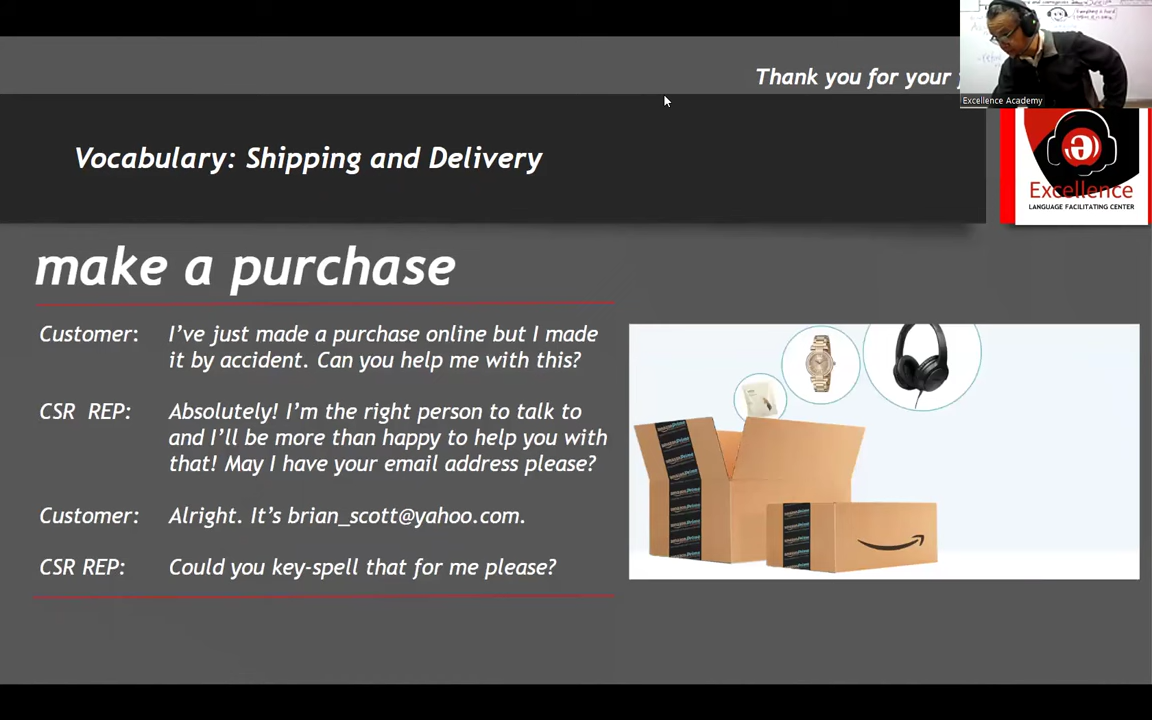 Thank you for your
Excellence Academy
Vocabulary: Shipping and Delivery
Excellence
LANGUAGE FACILITATING CENTER
make a purchase
Customer: I’ve just made a purchase online but I made
it by accident. Can you help me with this?
CSR REP: Absolutely! I’m the right person to talk to
and I’ll be more than happy to help you with
that! May I have your email address please?
Customer: Alright. It’s brian_scott@yahoo.com.
CSR REP: Could you key-spell that for me please?